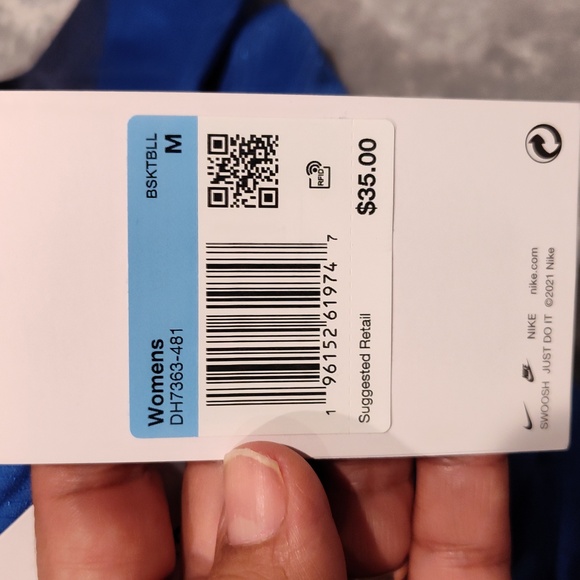 Womens BSKTBLL
DH7363-481 M
1 96152 61974 7
RFID
Suggested Retail $35.00
NIKE nike.com
SWOOSH JUST DO IT ©2021 Nike